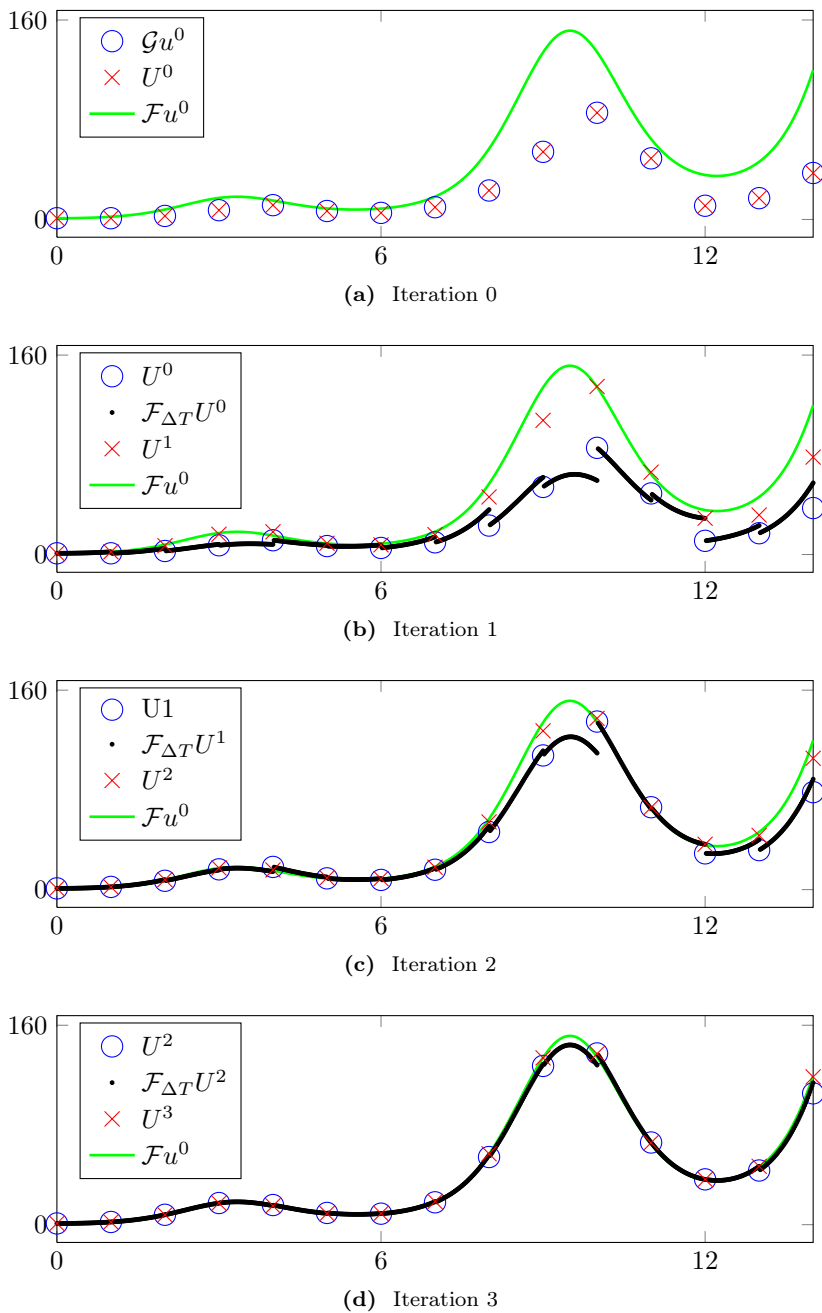 160
𝒢u⁰
U⁰
ℱu⁰
0
0 6 12
(a) Iteration 0
160
U⁰
ℱ_ΔT U⁰
U¹
ℱu⁰
0
0 6 12
(b) Iteration 1
160
U1
ℱ_ΔT U¹
U²
ℱu⁰
0
0 6 12
(c) Iteration 2
160
U²
ℱ_ΔT U²
U³
ℱu⁰
0
0 6 12
(d) Iteration 3